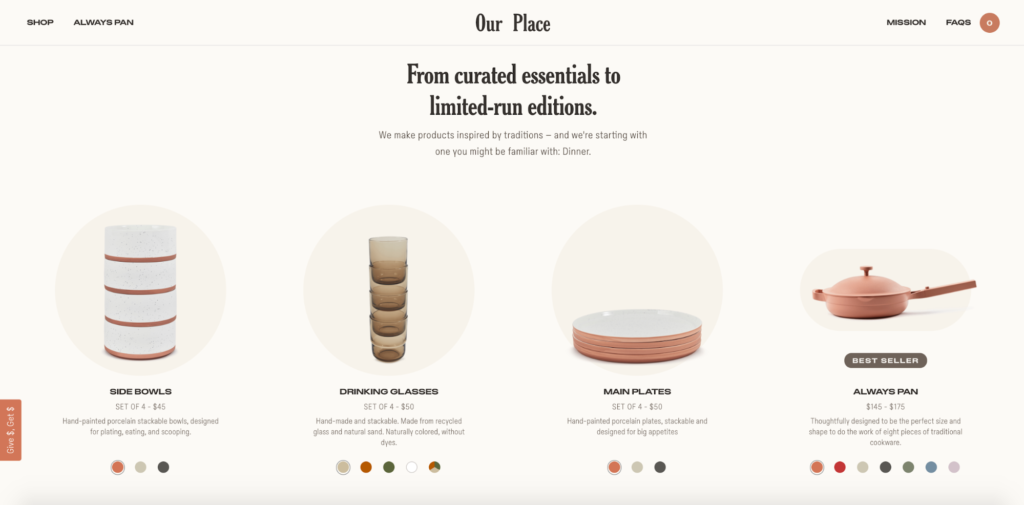 SHOP
ALWAYS PAN
Our Place
MISSION
FAQS
0
From curated essentials to
limited-run editions.
We make products inspired by traditions – and we're starting with
one you might be familiar with: Dinner.
SIDE BOWLS
SET OF 4 - $45
Hand-painted porcelain stackable bowls, designed
for plating, eating, and scooping.
DRINKING GLASSES
SET OF 4 - $50
Hand-made and stackable. Made from recycled
glass and natural sand. Naturally colored, without
dyes.
MAIN PLATES
SET OF 4 - $50
Hand-painted porcelain plates, stackable and
designed for big appetites
BEST SELLER
ALWAYS PAN
$145 - $175
Thoughtfully designed to be the perfect size and
shape to do the work of eight pieces of traditional
cookware.
Give $, Get $